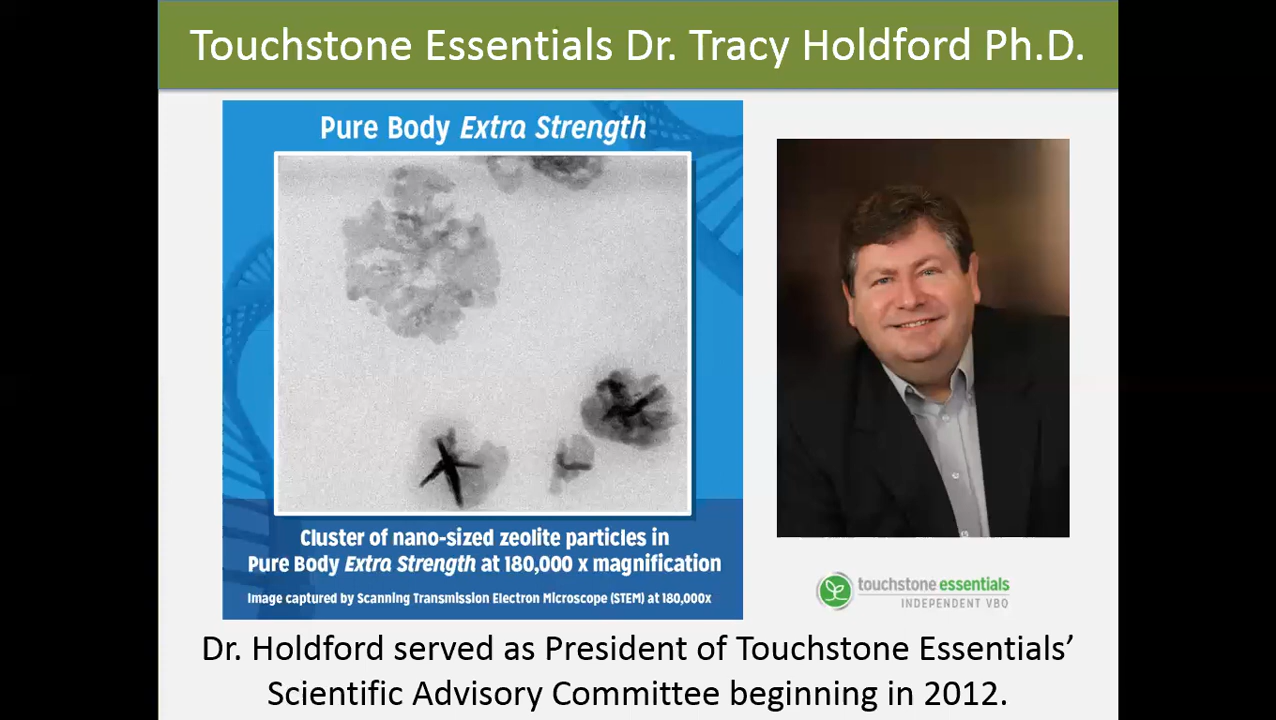 Touchstone Essentials Dr. Tracy Holdford Ph.D.
Pure Body Extra Strength
Cluster of nano-sized zeolite particles in
Pure Body Extra Strength at 180,000 x magnification
Image captured by Scanning Transmission Electron Microscope (STEM) at 180,000x
touchstone essentials
INDEPENDENT VBO
Dr. Holdford served as President of Touchstone Essentials’
Scientific Advisory Committee beginning in 2012.